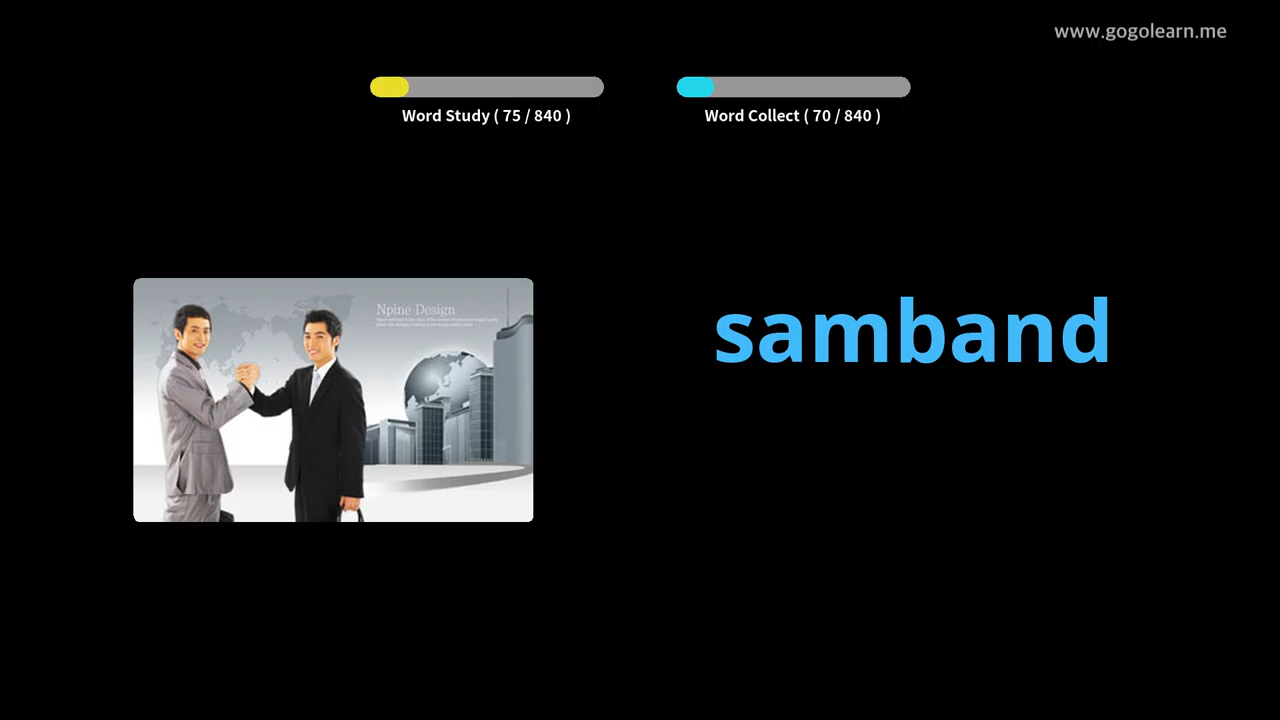 www.gogolearn.me
Word Study ( 75 / 840 )
Word Collect ( 70 / 840 )
Npine Design
samband